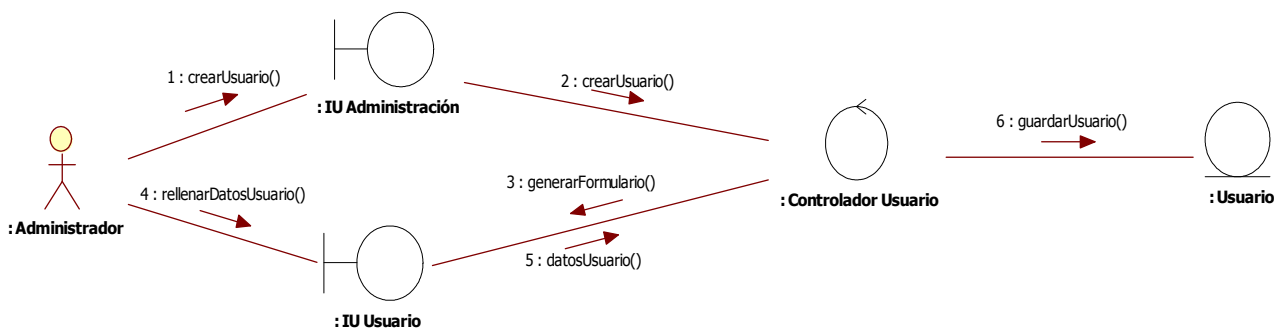 1 : crearUsuario()
: IU Administración
2 : crearUsuario()
6 : guardarUsuario()
4 : rellenarDatosUsuario()
3 : generarFormulario()
: Controlador Usuario
: Usuario
: Administrador
5 : datosUsuario()
: IU Usuario